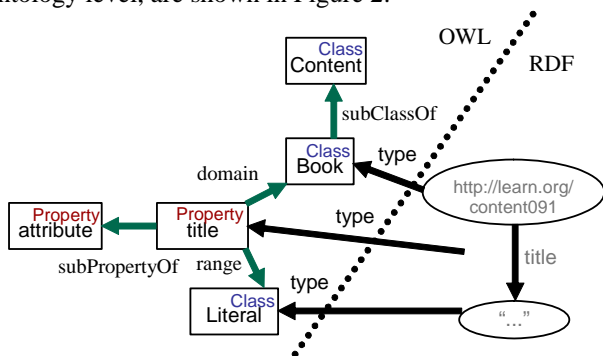 ntology level, are shown in Figure 2.
OWL
RDF
Class
Content
subClassOf
Class
Book
type
domain
http://learn.org/
content091
Property
attribute
Property
title
type
subPropertyOf
range
title
Class
Literal
type
"..."